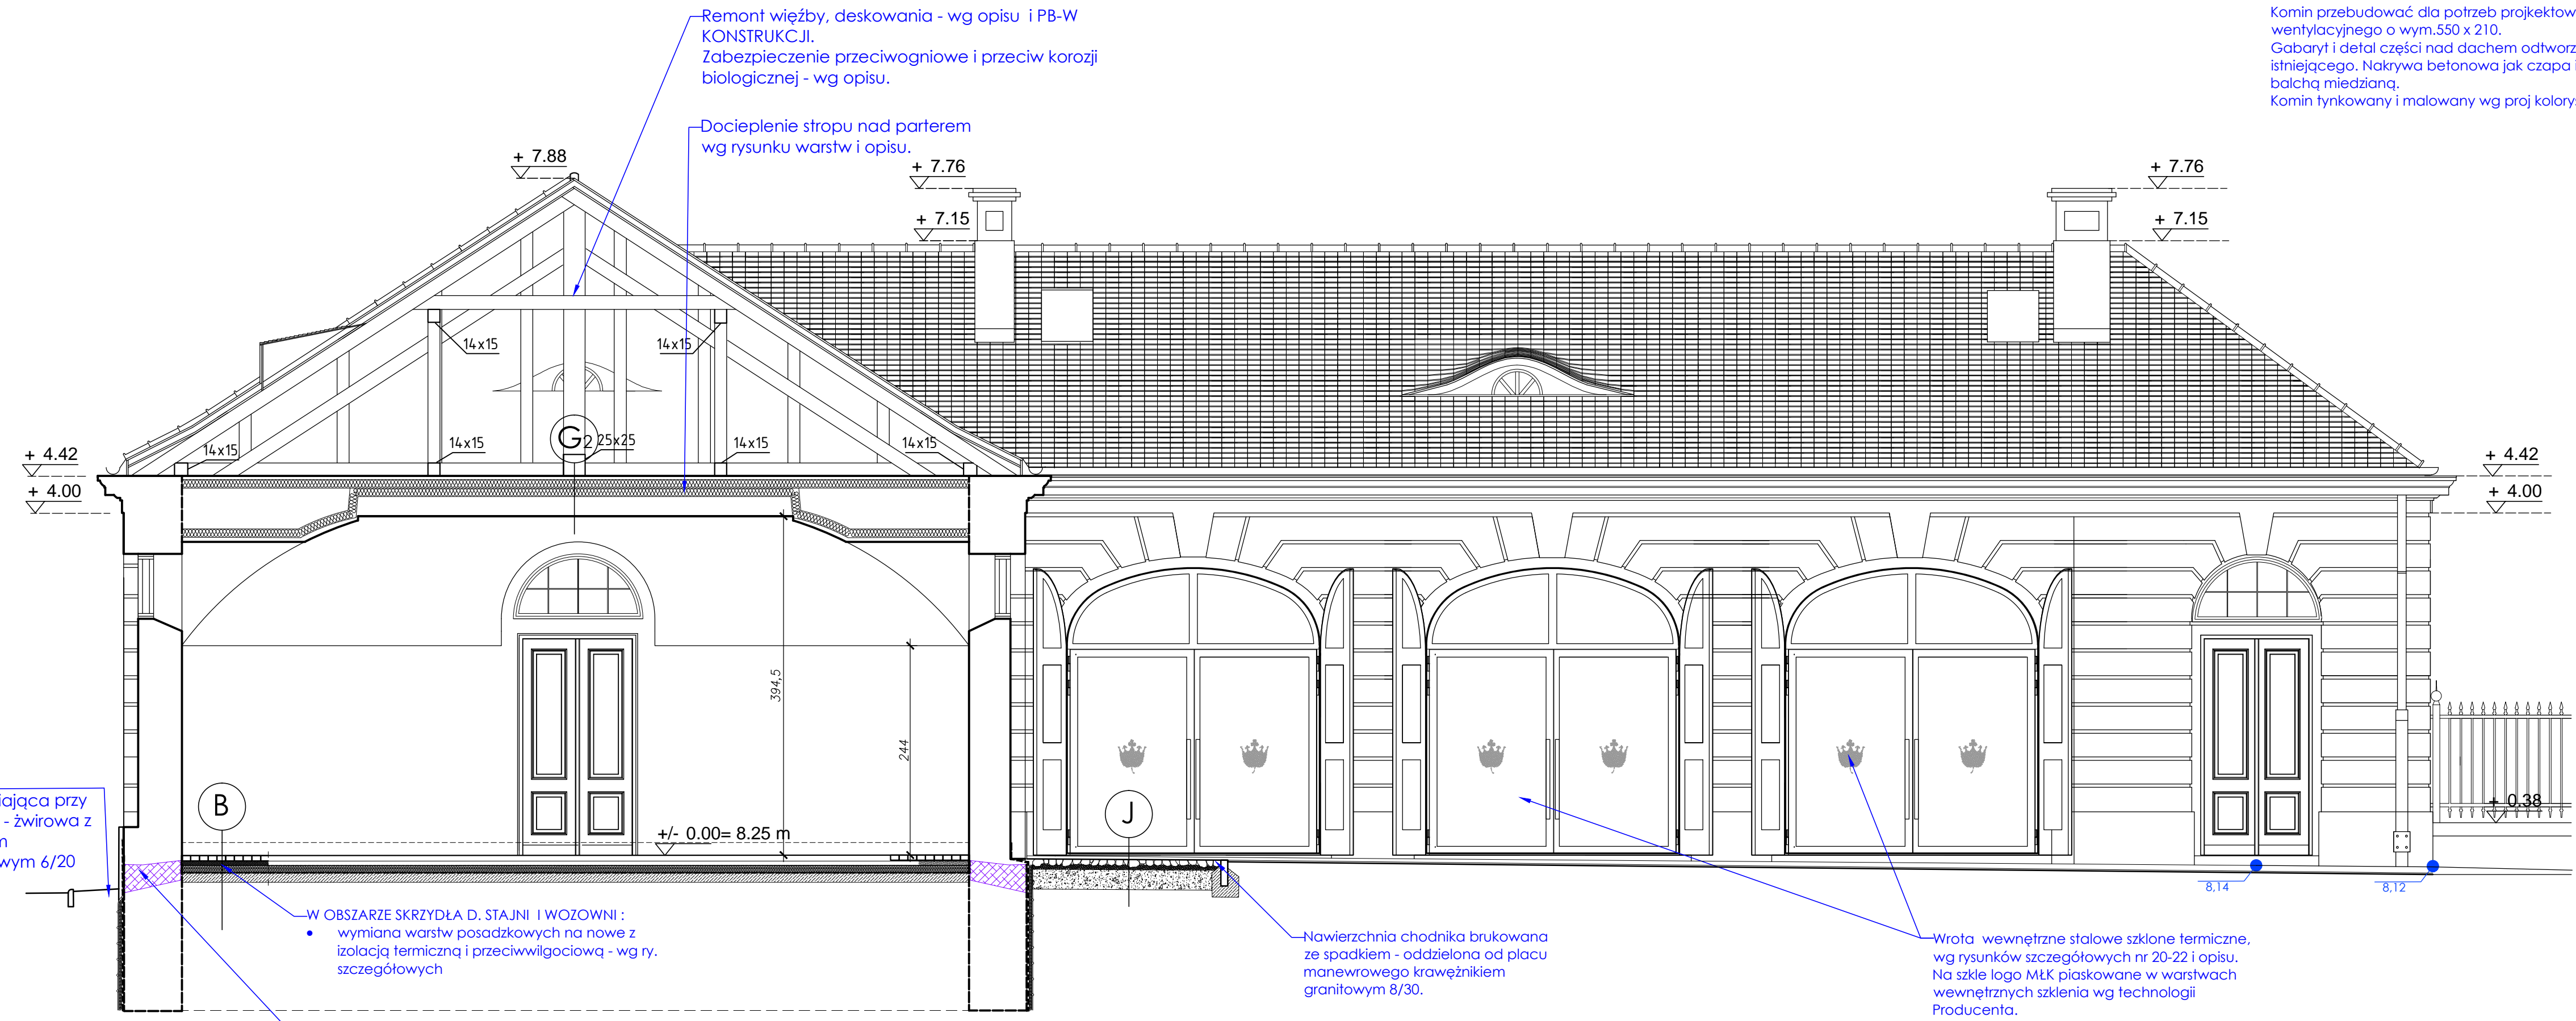 Remont więźby, deskowania - wg opisu i PB-W
KONSTRUKCJI.
Zabezpieczenie przeciwogniowe i przeciw korozji
biologicznej - wg opisu.
Komin przebudować dla potrzeb projkektow
wentylacyjnego o wym.550 x 210.
Gabaryt i detal części nad dachem odtworz
istniejącego. Nakrywa betonowa jak czapa i
balchą miedzianą.
Komin tynkowany i malowany wg proj kolorys
Docieplenie stropu nad parterem
wg rysunku warstw i opisu.
+ 7.88
+ 7.76
+ 7.15
+ 7.76
+ 7.15
14x15
14x15
14x15
14x15
G2
25x25
14x15
14x15
+ 4.42
+ 4.00
+ 4.42
+ 4.00
394,5
244
B
J
+/- 0.00= 8.25 m
+ 0.38
iająca przy
- żwirowa z
m
owym 6/20
8,14
8,12
W OBSZARZE SKRZYDŁA D. STAJNI I WOZOWNI :
• wymiana warstw posadzkowych na nowe z
izolacją termiczną i przeciwwilgociową - wg ry.
szczegółowych
Nawierzchnia chodnika brukowana
ze spadkiem - oddzielona od placu
manewrowego krawężnikiem
granitowym 8/30.
Wrota wewnętrzne stalowe szklone termiczne,
wg rysunków szczegółowych nr 20-22 i opisu.
Na szkle logo MŁK piaskowane w warstwach
wewnętrznych szklenia wg technologii
Producenta.